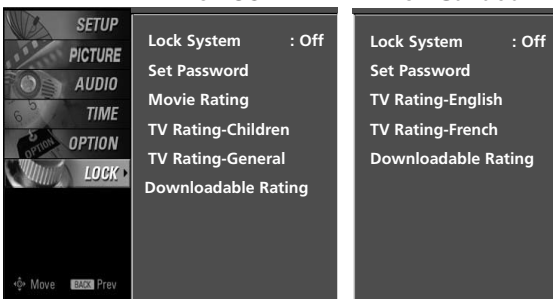 SETUP
PICTURE
AUDIO
TIME
OPTION
LOCK
Move BACK Prev
Lock System : Off
Set Password
Movie Rating
TV Rating-Children
TV Rating-General
Downloadable Rating
Lock System : Off
Set Password
TV Rating-English
TV Rating-French
Downloadable Rating